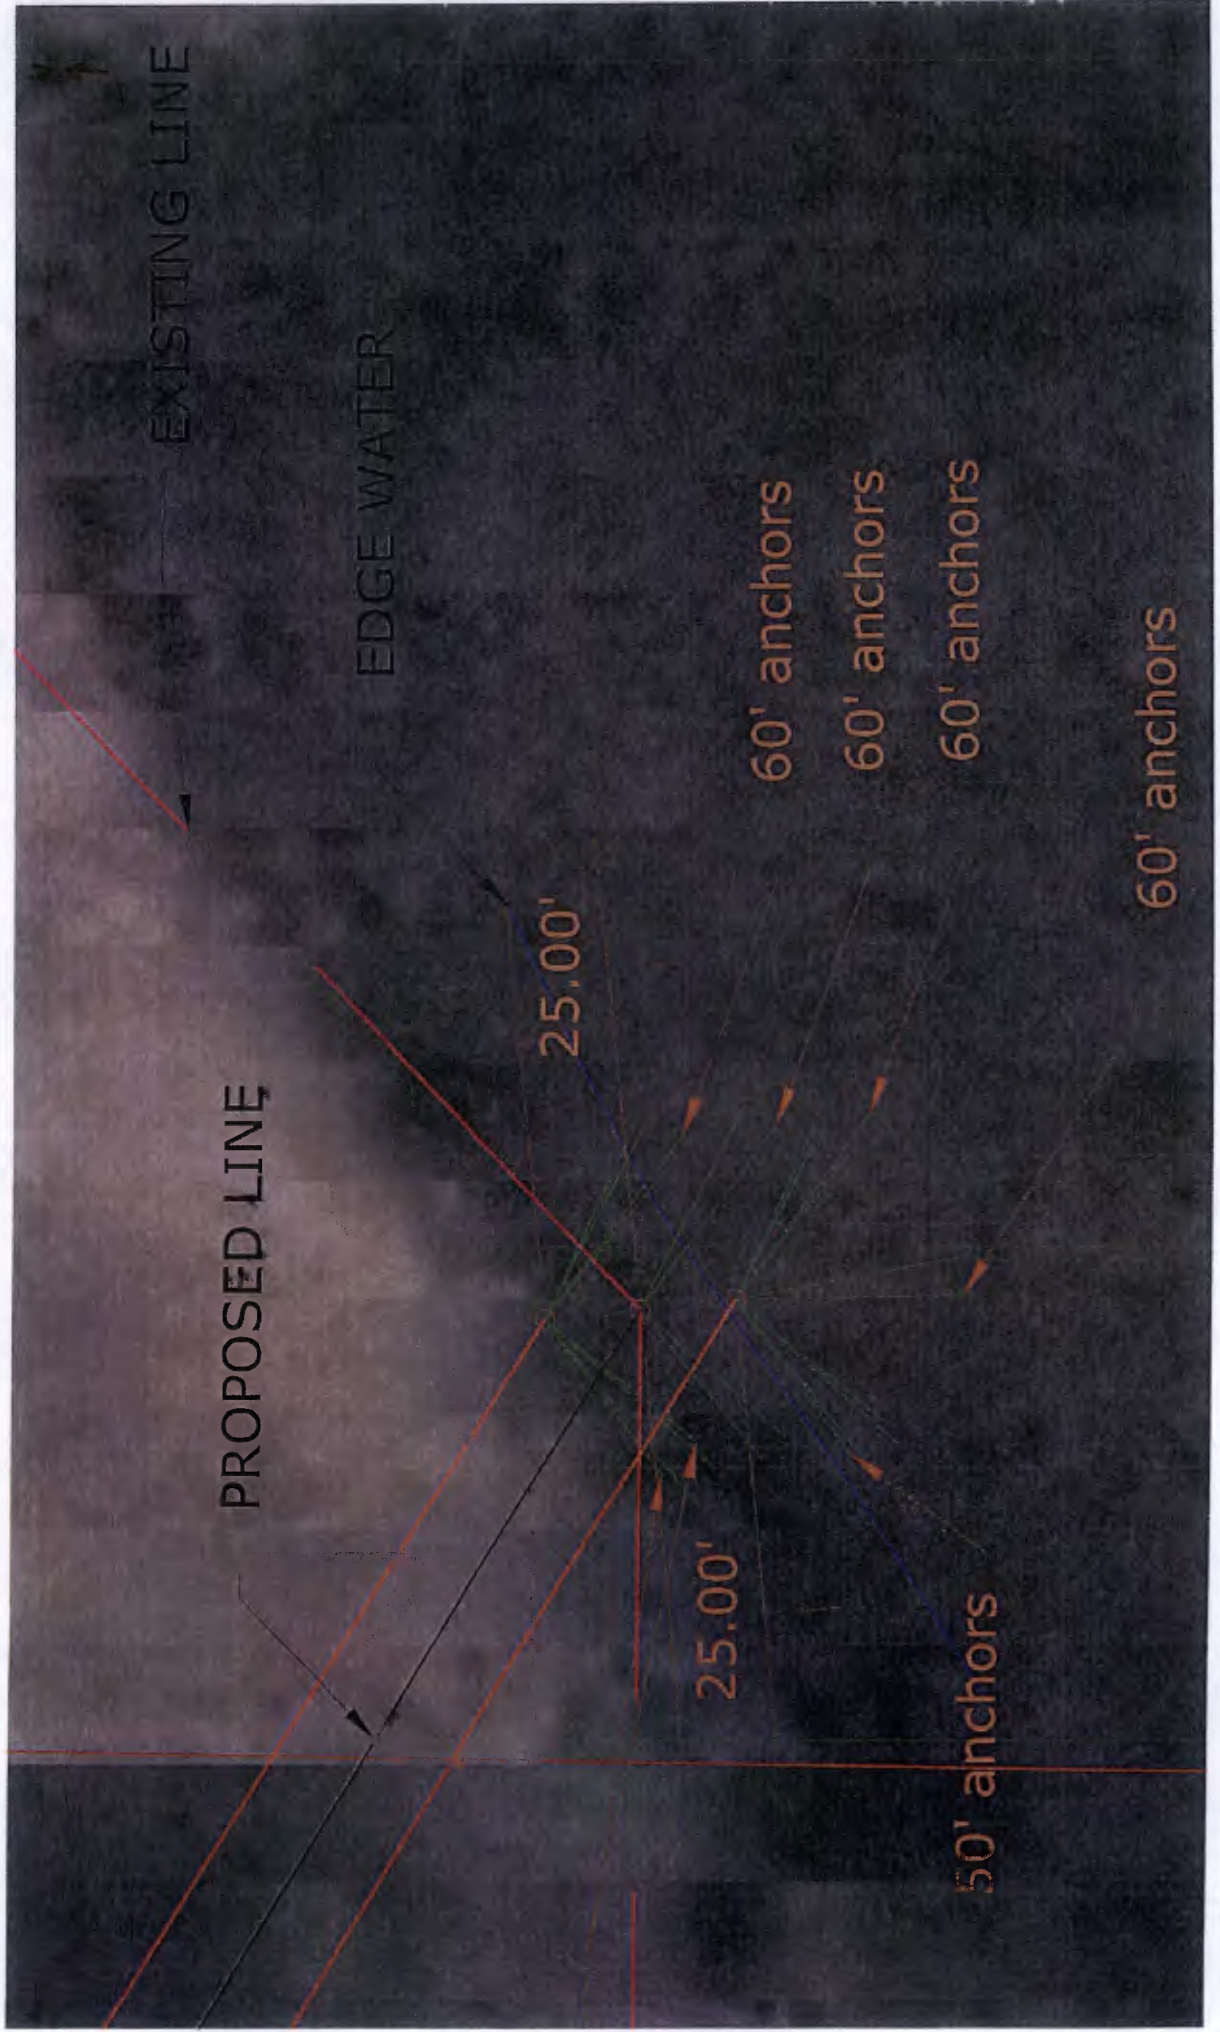 EXISTING LINE
PROPOSED LINE
EDGE WATER
25.00'
25.00'
60' anchors
60' anchors
60' anchors
50' anchors
60' anchors